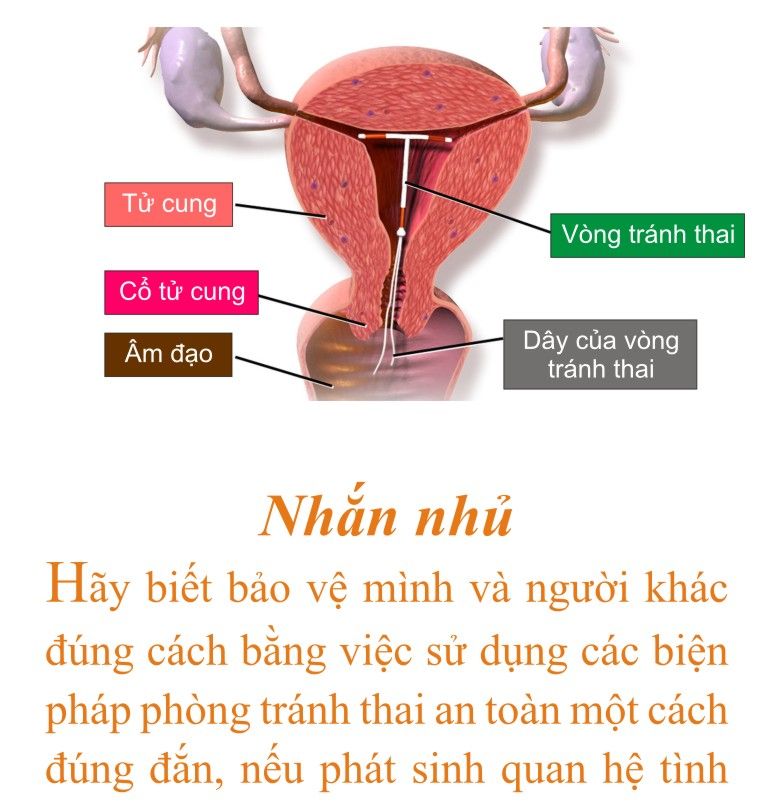 Tử cung
Vòng tránh thai
Cổ tử cung
Âm đạo
Dây của vòng
tránh thai
Nhắn nhủ
Hãy biết bảo vệ mình và người khác
đúng cách bằng việc sử dụng các biện
pháp phòng tránh thai an toàn một cách
đúng đắn, nếu phát sinh quan hệ tình